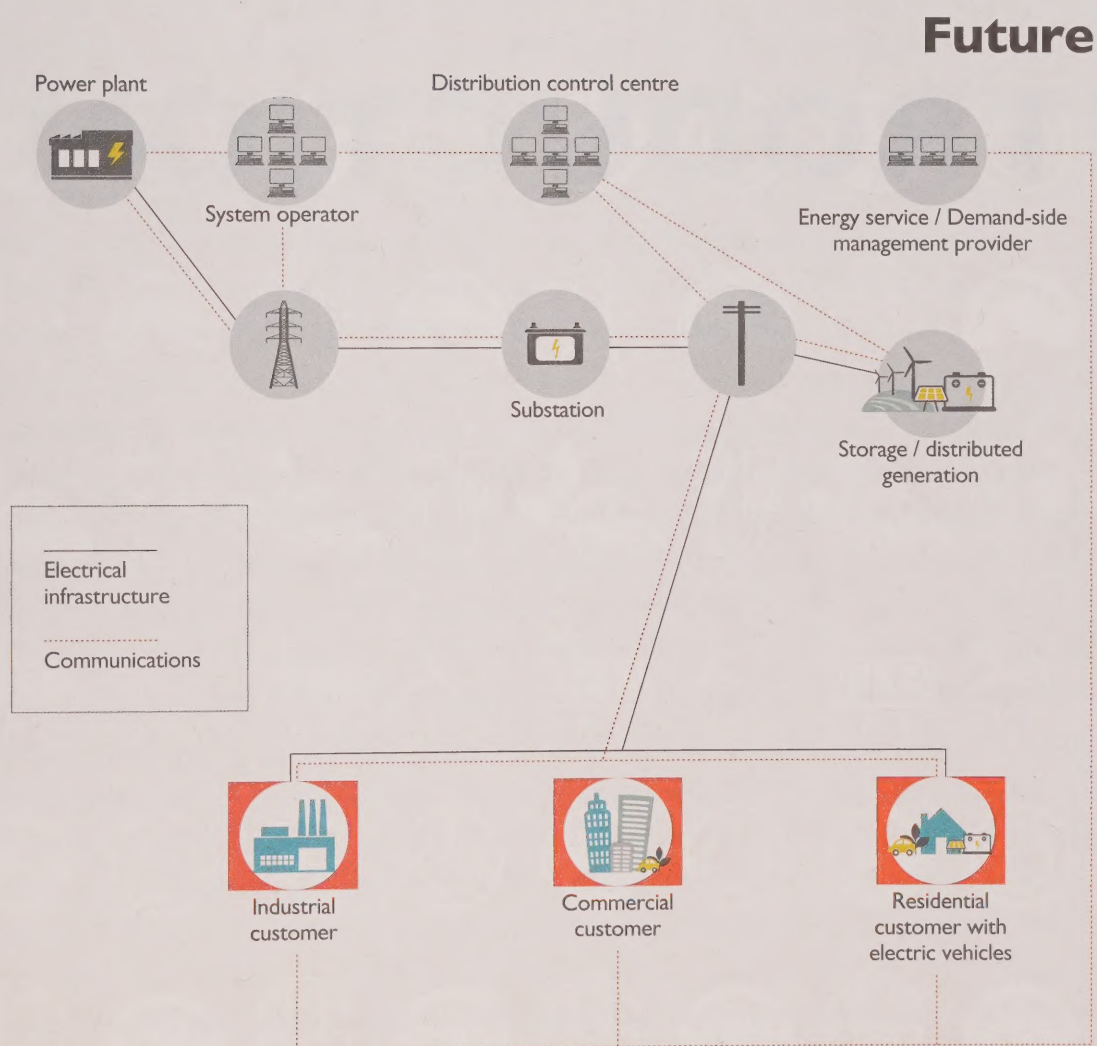 Future
Power plant
Distribution control centre
System operator
Energy service / Demand-side
management provider
Substation
Storage / distributed
generation
Electrical
infrastructure
Communications
Industrial
customer
Commercial
customer
Residential
customer with
electric vehicles